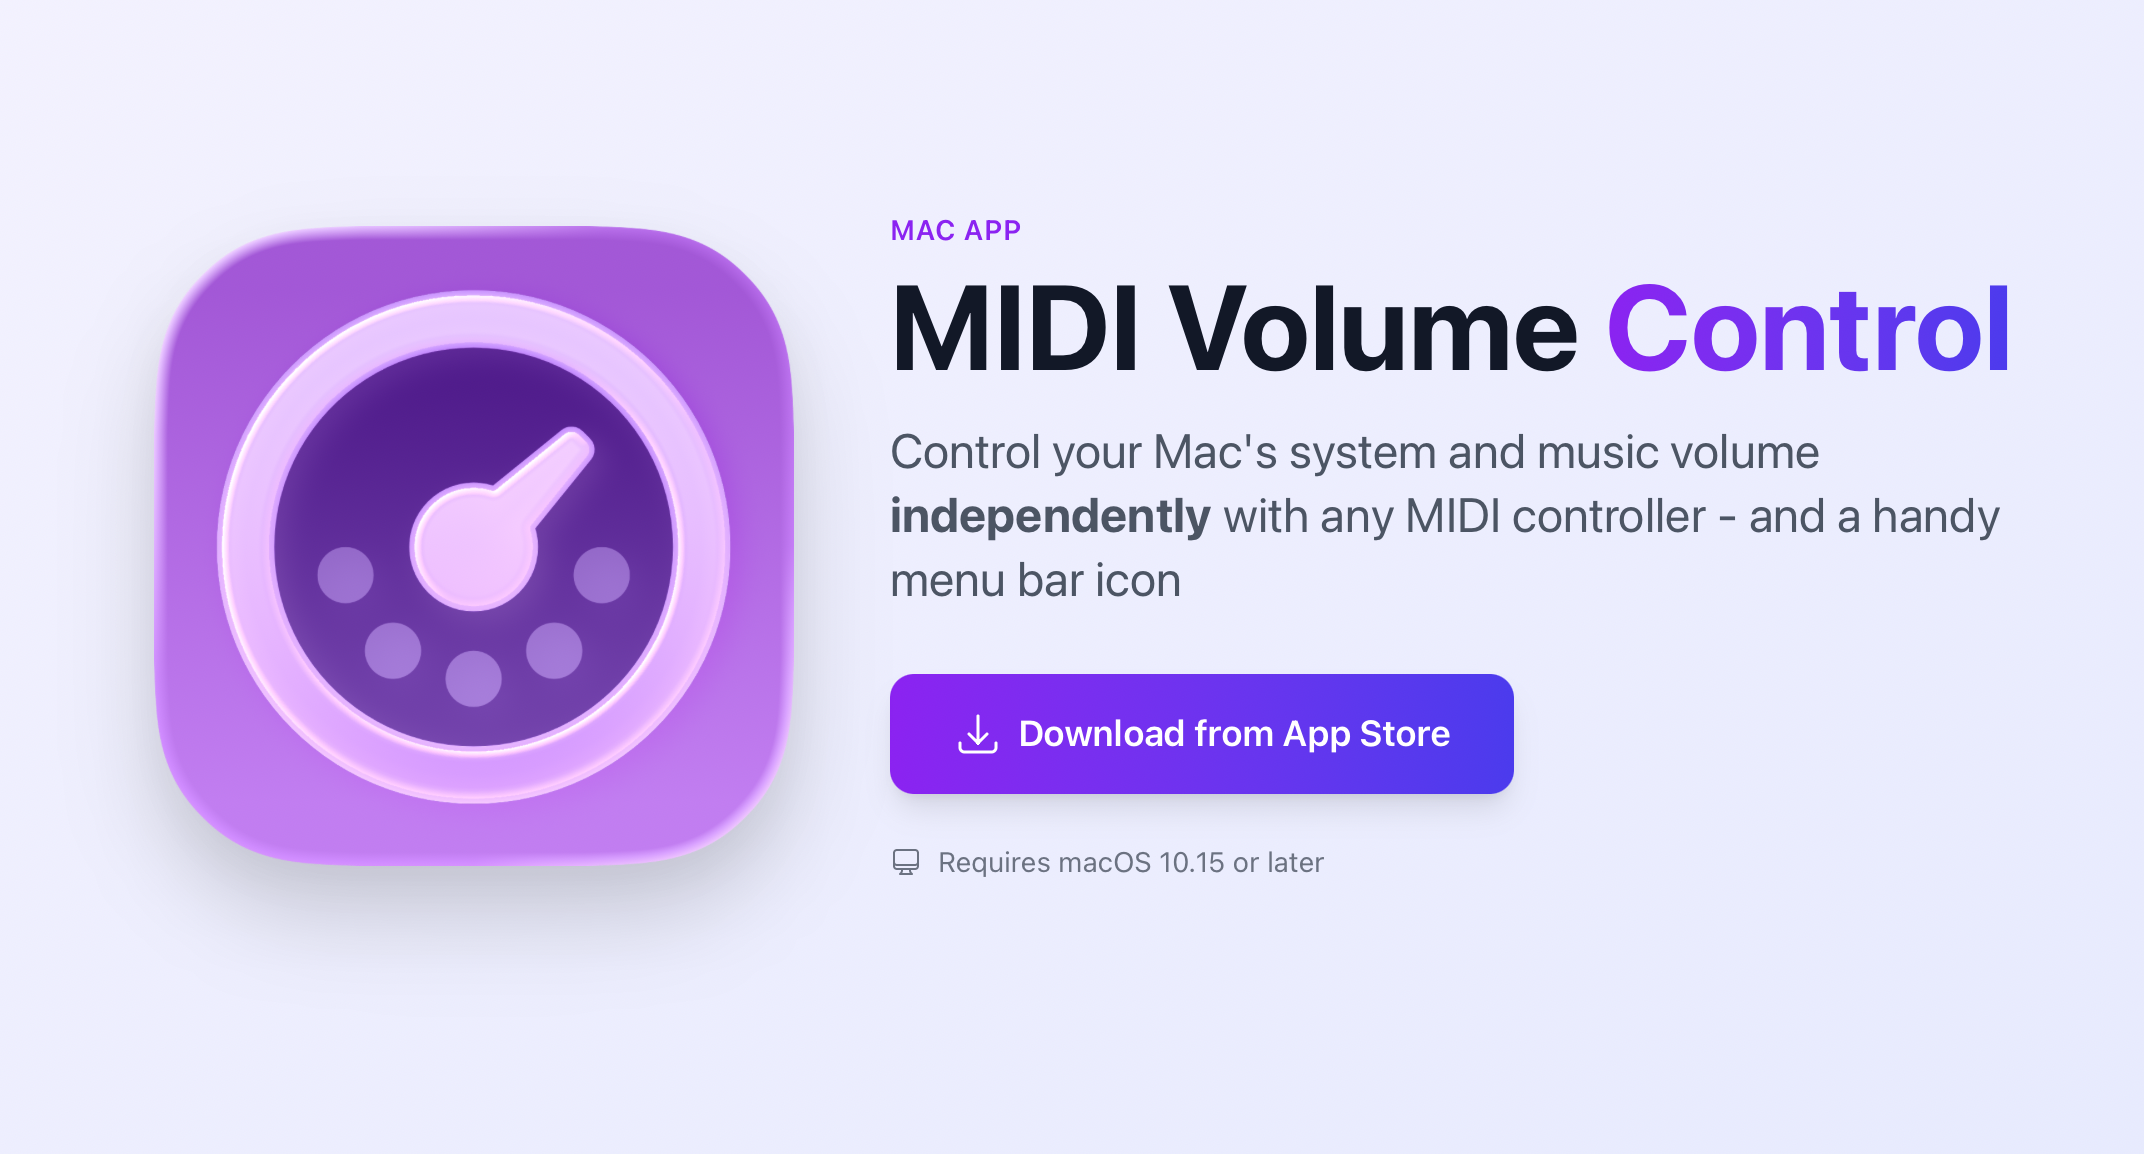 MAC APP
MIDI Volume Control
Control your Mac's system and music volume
independently with any MIDI controller - and a handy
menu bar icon
Download from App Store
Requires macOS 10.15 or later